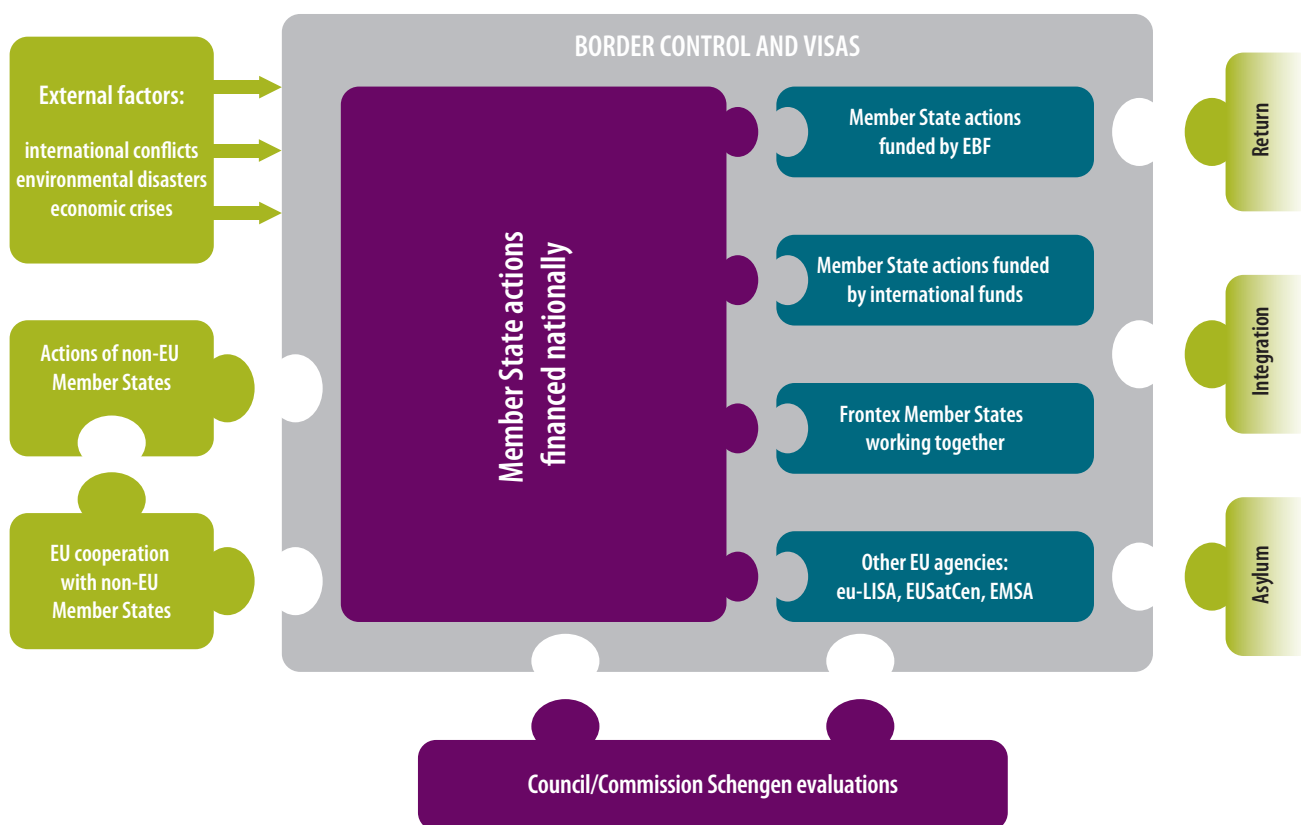 BORDER CONTROL AND VISAS
External factors:
international conflicts
environmental disasters
economic crises
Actions of non-EU
Member States
EU cooperation
with non-EU
Member States
Member State actions
financed nationally
Member State actions
funded by EBF
Member State actions funded
by international funds
Frontex Member States
working together
Other EU agencies:
eu-LISA, EUSatCen, EMSA
Return
Integration
Asylum
Council/Commission Schengen evaluations